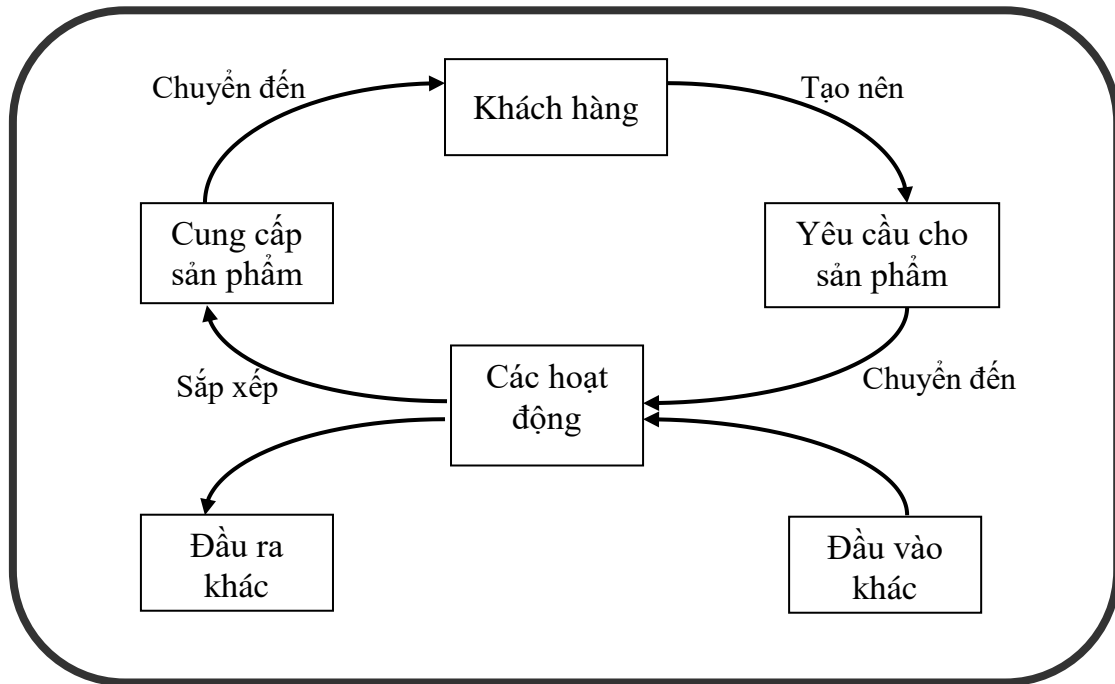 Chuyển đến
Khách hàng
Tạo nên
Cung cấp
sản phẩm
Yêu cầu cho
sản phẩm
Sắp xếp
Các hoạt
động
Chuyển đến
Đầu ra
khác
Đầu vào
khác